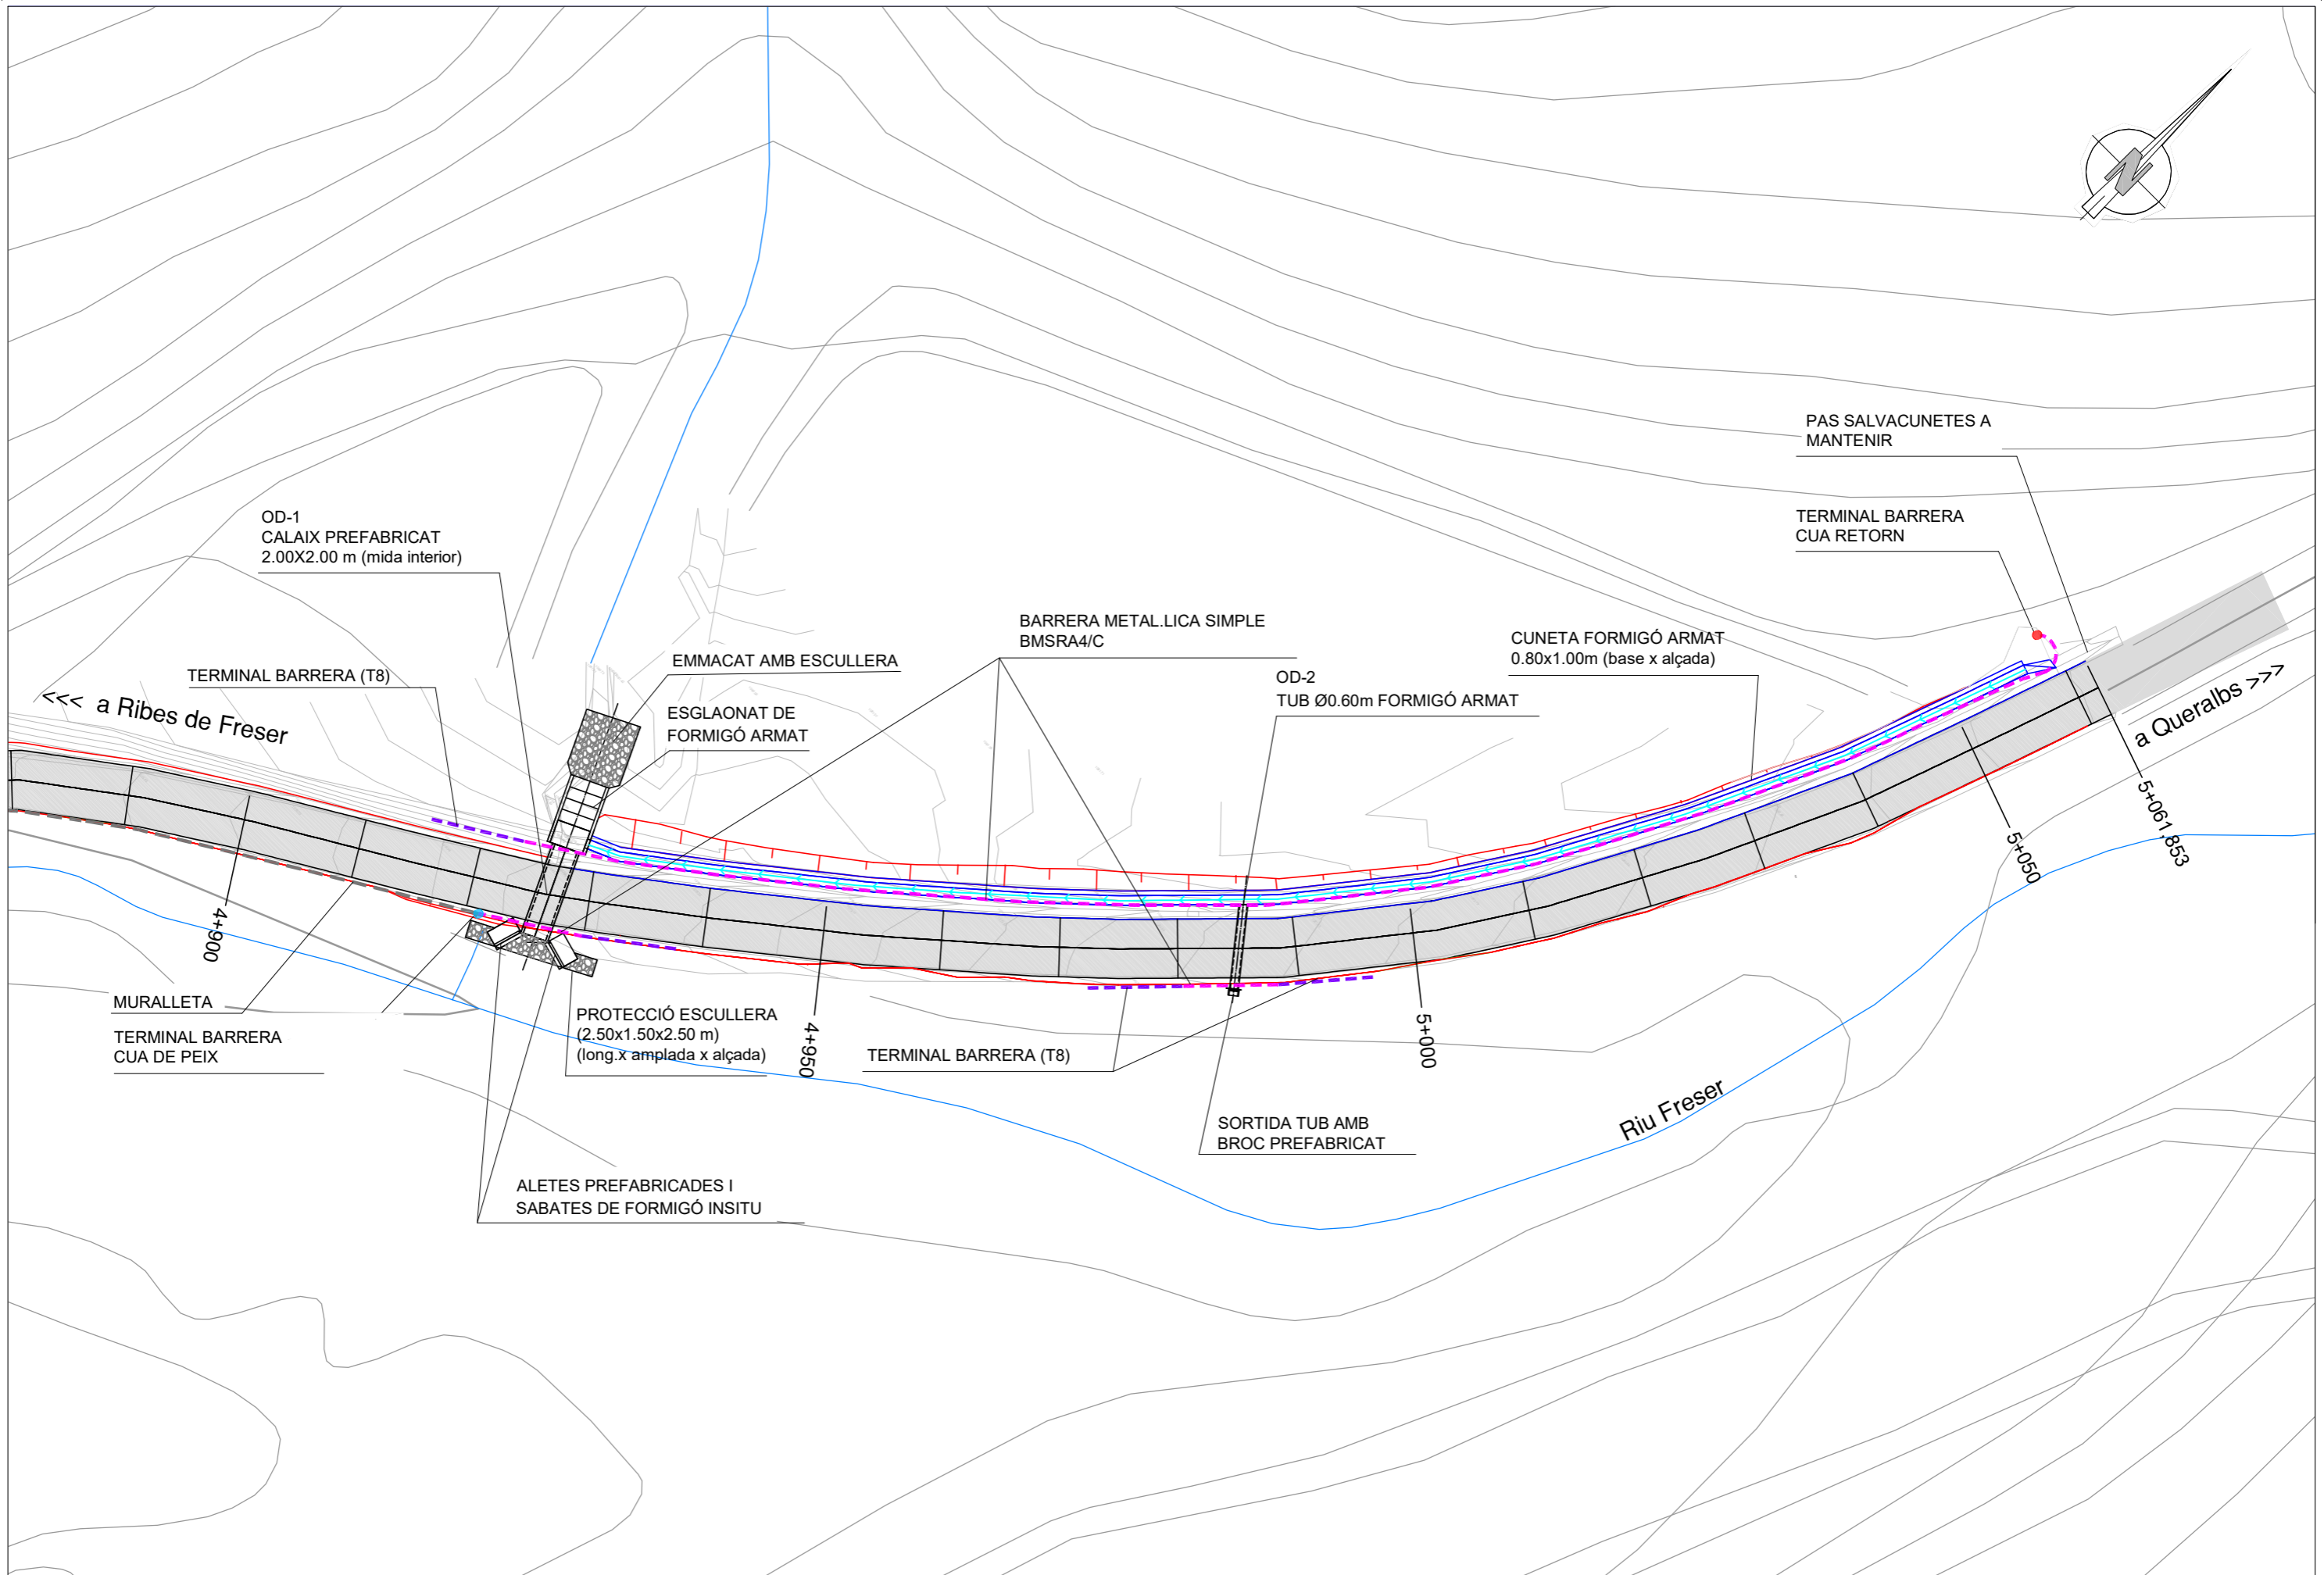 PAS SALVACUNETES A
MANTENIR
OD-1
CALAIX PREFABRICAT
2.00X2.00 m (mida interior)
TERMINAL BARRERA
CUA RETORN
BARRERA METAL.LICA SIMPLE
BMSRA4/C
CUNETA FORMIGÓ ARMAT
0.80x1.00m (base x alçada)
EMMACAT AMB ESCULLERA
TERMINAL BARRERA (T8)
OD-2
TUB Ø0.60m FORMIGÓ ARMAT
<<< a Ribes de Freser
ESGLAONAT DE
FORMIGÓ ARMAT
a Queralbs >>>
5+061,853
5+050
4+900
MURALLETA
TERMINAL BARRERA
CUA DE PEIX
PROTECCIÓ ESCULLERA
(2.50x1.50x2.50 m)
(long.x amplada x alçada)
4+950
TERMINAL BARRERA (T8)
5+000
Riu Freser
SORTIDA TUB AMB
BROC PREFABRICAT
ALETES PREFABRICADES I
SABATES DE FORMIGÓ INSITU